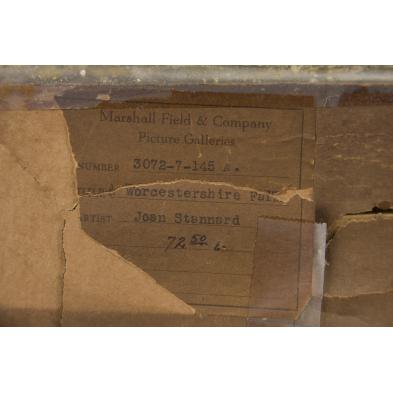 Marshall Field & Company
Picture Galleries
NUMBER 3072-7-145 A.
Worcestershire
ARTIST Joan Stannard
72.50